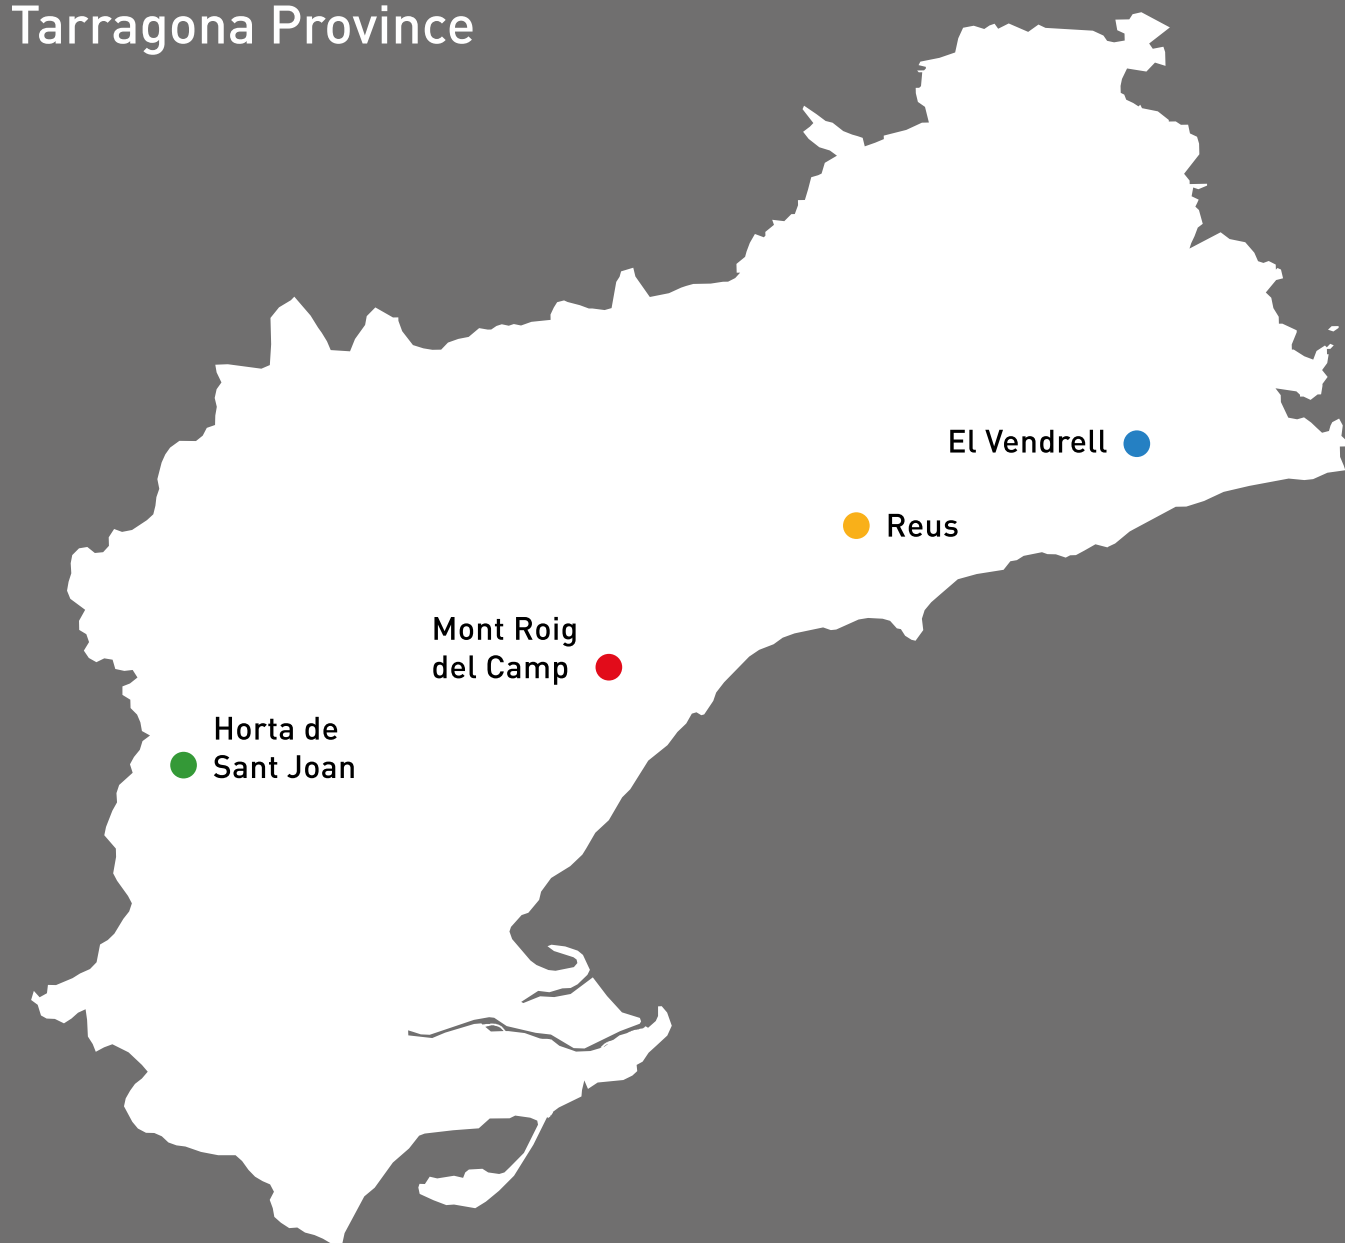 Tarragona Province
El Vendrell
Reus
Mont Roig
del Camp
Horta de
Sant Joan